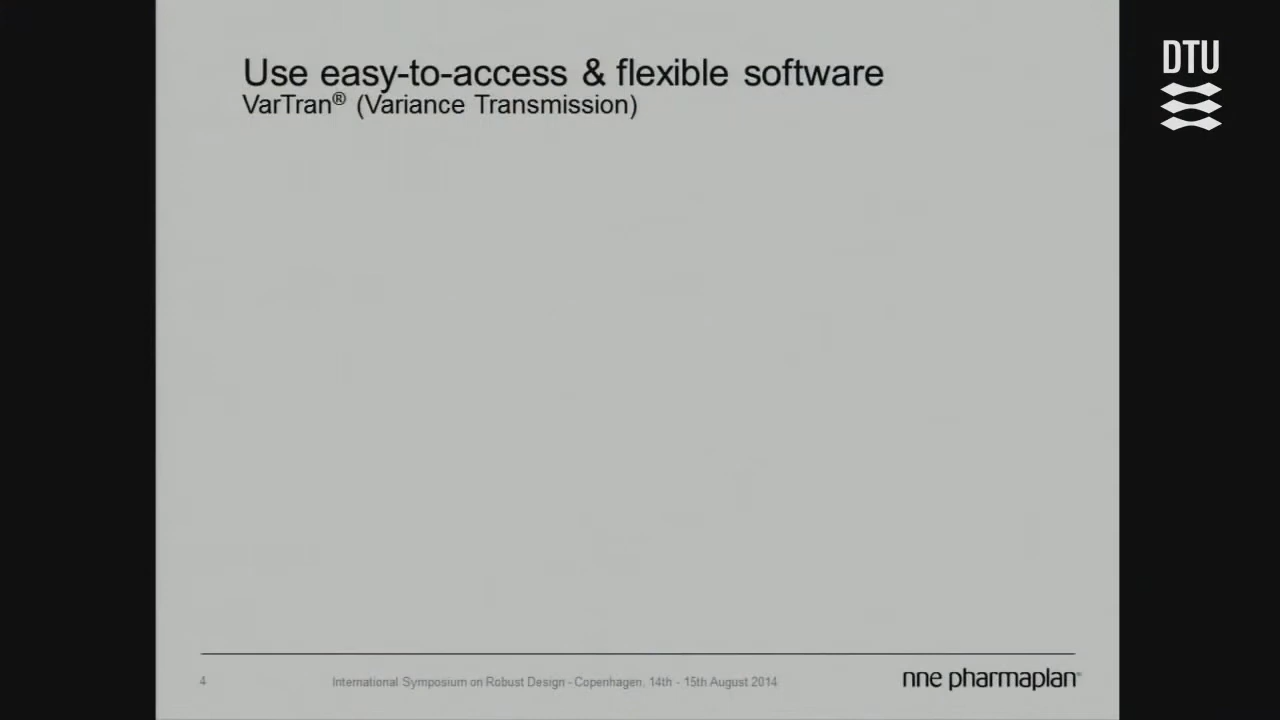 Use easy-to-access & flexible software
VarTran® (Variance Transmission)
DTU
4
International Symposium on Robust Design - Copenhagen, 14th - 15th August 2014
nne pharmaplan®